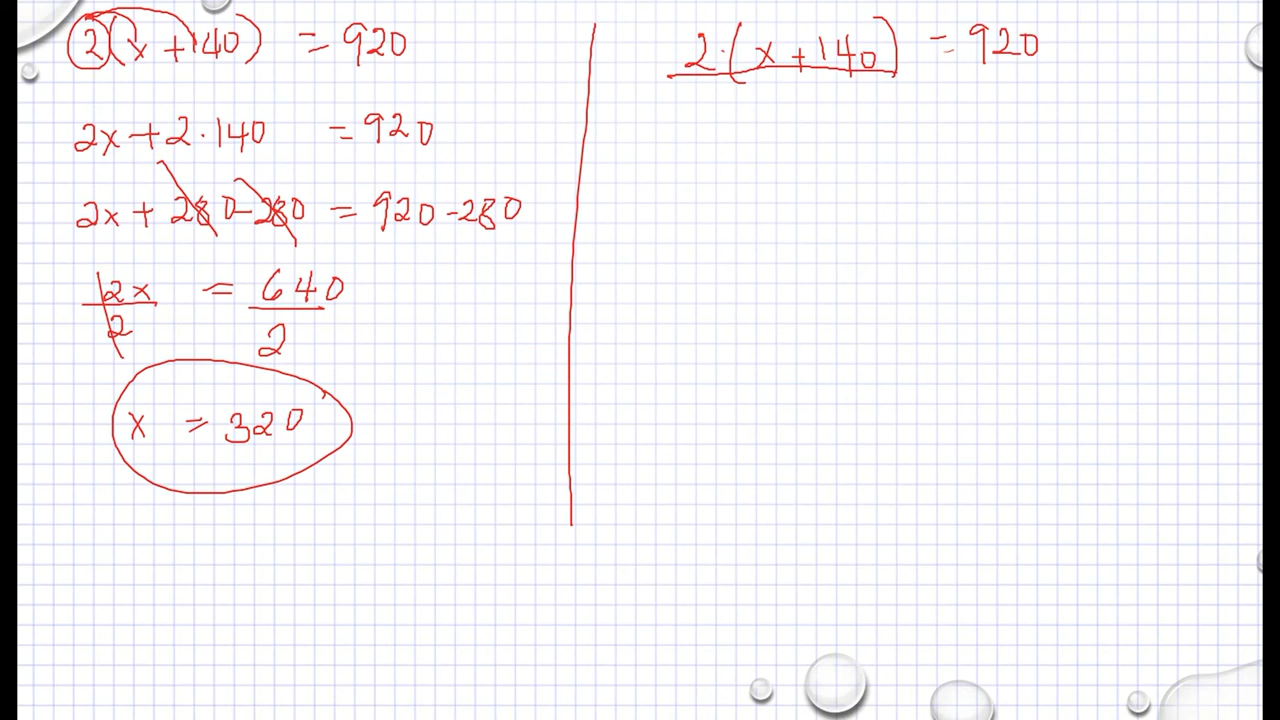 2(x+140) = 920
2x+2·140 = 920
2x+280-280 = 920-280
2x/2 = 640/2
x = 320
2·(x+140) = 920